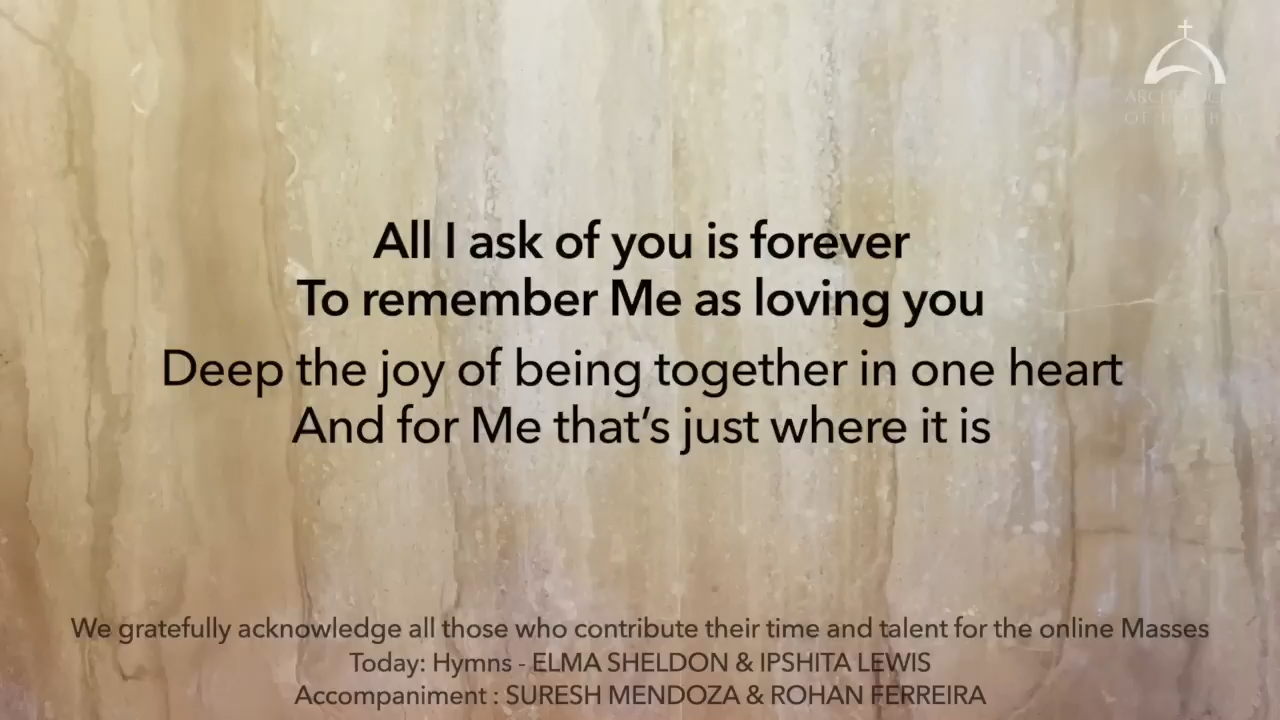 All I ask of you is forever
To remember Me as loving you
Deep the joy of being together in one heart
And for Me that's just where it is
We gratefully acknowledge all those who contribute their time and talent for the online Masses
Today: Hymns - ELMA SHELDON & IPSHITA LEWIS
Accompaniment : SURESH MENDOZA & ROHAN FERREIRA